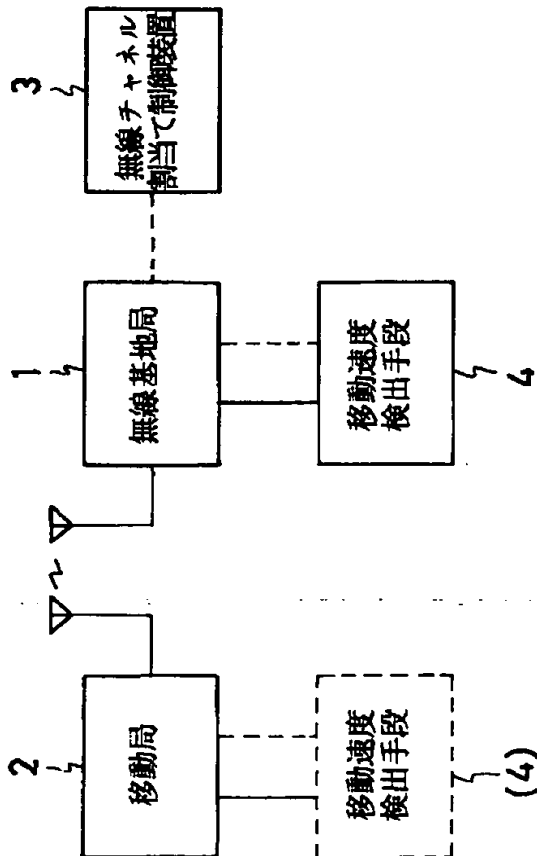 2
移動局
移動速度
検出手段
(4)
1
無線基地局
移動速度
検出手段
4
3
無線チャネル
割当て制御装置